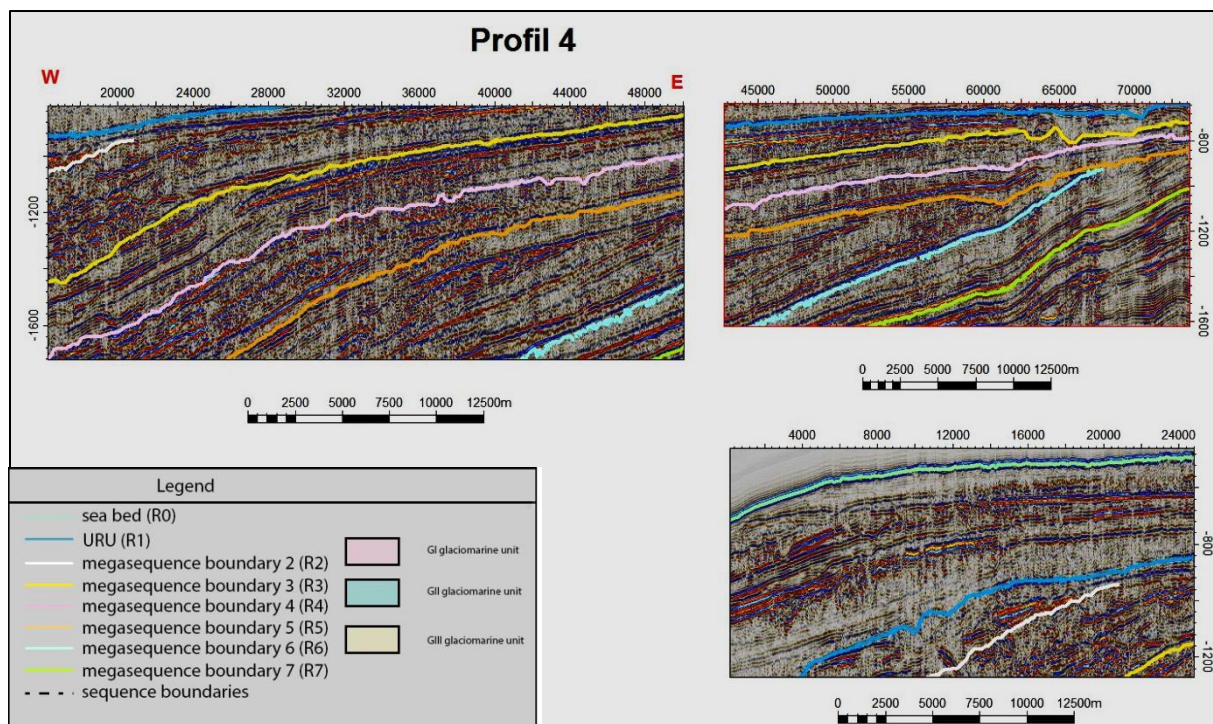 Profil 4
W
E
20000 24000 28000 32000 36000 40000 44000 48000
-1200
-1600
0 2500 5000 7500 10000 12500m
45000 50000 55000 60000 65000 70000
-800
-1200
-1600
0 2500 5000 7500 10000 12500m
4000 8000 12000 16000 20000 24000
-800
-1200
0 2500 5000 7500 10000 12500m
Legend
sea bed (R0)
URU (R1)
megasequence boundary 2 (R2)
megasequence boundary 3 (R3)
megasequence boundary 4 (R4)
megasequence boundary 5 (R5)
megasequence boundary 6 (R6)
megasequence boundary 7 (R7)
sequence boundaries
GI glaciomarine unit
GII glaciomarine unit
GIII glaciomarine unit